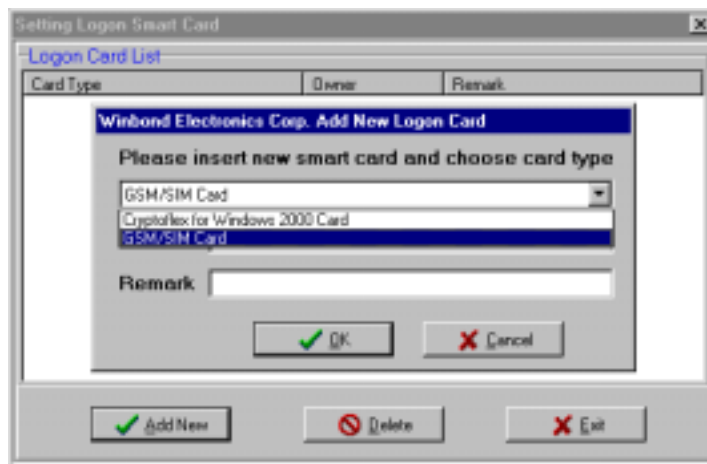 Setting Logon Smart Card
Logon Card List
Card Type Owner Remark
Winbond Electronics Corp. Add New Logon Card
Please insert new smart card and choose card type
GSM/SIM Card
Cryptoflex for Windows 2000 Card
GSM/SIM Card
Remark
OK Cancel
Add New Delete Exit